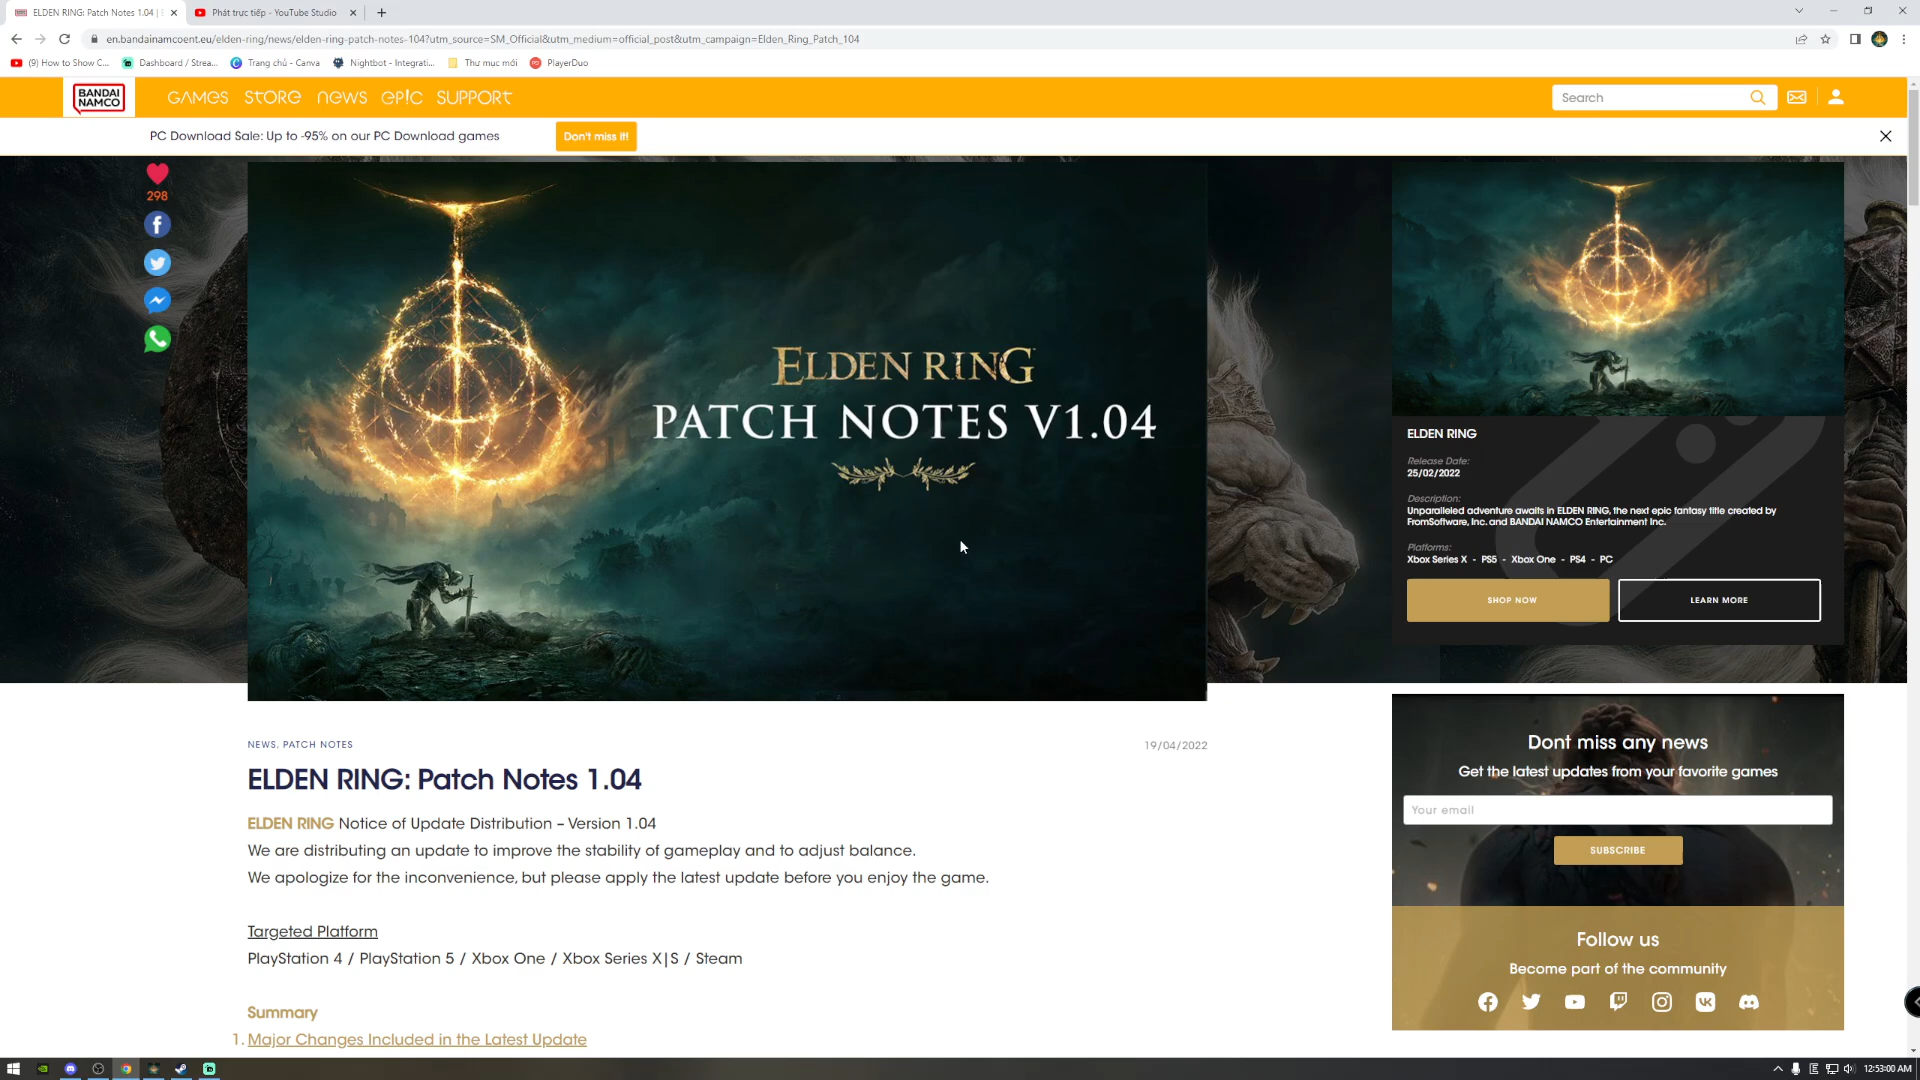 ELDEN RING: Patch Notes 1.04 |
Phát trực tiếp - YouTube Studio
en.bandainamcoent.eu/elden-ring/news/elden-ring-patch-notes-104?utm_source=SM_Official&utm_medium=official_post&utm_campaign=Elden_Ring_Patch_104
(9) How to Show C...
Dashboard / Strea...
Trang chủ - Canva
Nightbot - Integrati...
Thư mục mới
PlayerDuo
BANDAI
NAMCO
GAMES STORE NEWS EPIC SUPPORT
Search
PC Download Sale: Up to -95% on our PC Download games
Don't miss it!
298
ELDEN RING
PATCH NOTES V1.04
ELDEN RING
Release Date:
25/02/2022
Description:
Unparalleled adventure awaits in ELDEN RING, the next epic fantasy title created by
FromSoftware, Inc. and BANDAI NAMCO Entertainment Inc.
Platforms:
Xbox Series X - PS5 - Xbox One - PS4 - PC
SHOP NOW
LEARN MORE
NEWS, PATCH NOTES
19/04/2022
ELDEN RING: Patch Notes 1.04
ELDEN RING Notice of Update Distribution – Version 1.04
We are distributing an update to improve the stability of gameplay and to adjust balance.
We apologize for the inconvenience, but please apply the latest update before you enjoy the game.
Targeted Platform
PlayStation 4 / PlayStation 5 / Xbox One / Xbox Series X|S / Steam
Summary
1. Major Changes Included in the Latest Update
Dont miss any news
Get the latest updates from your favorite games
Your email
SUBSCRIBE
Follow us
Become part of the community
12:53:00 AM